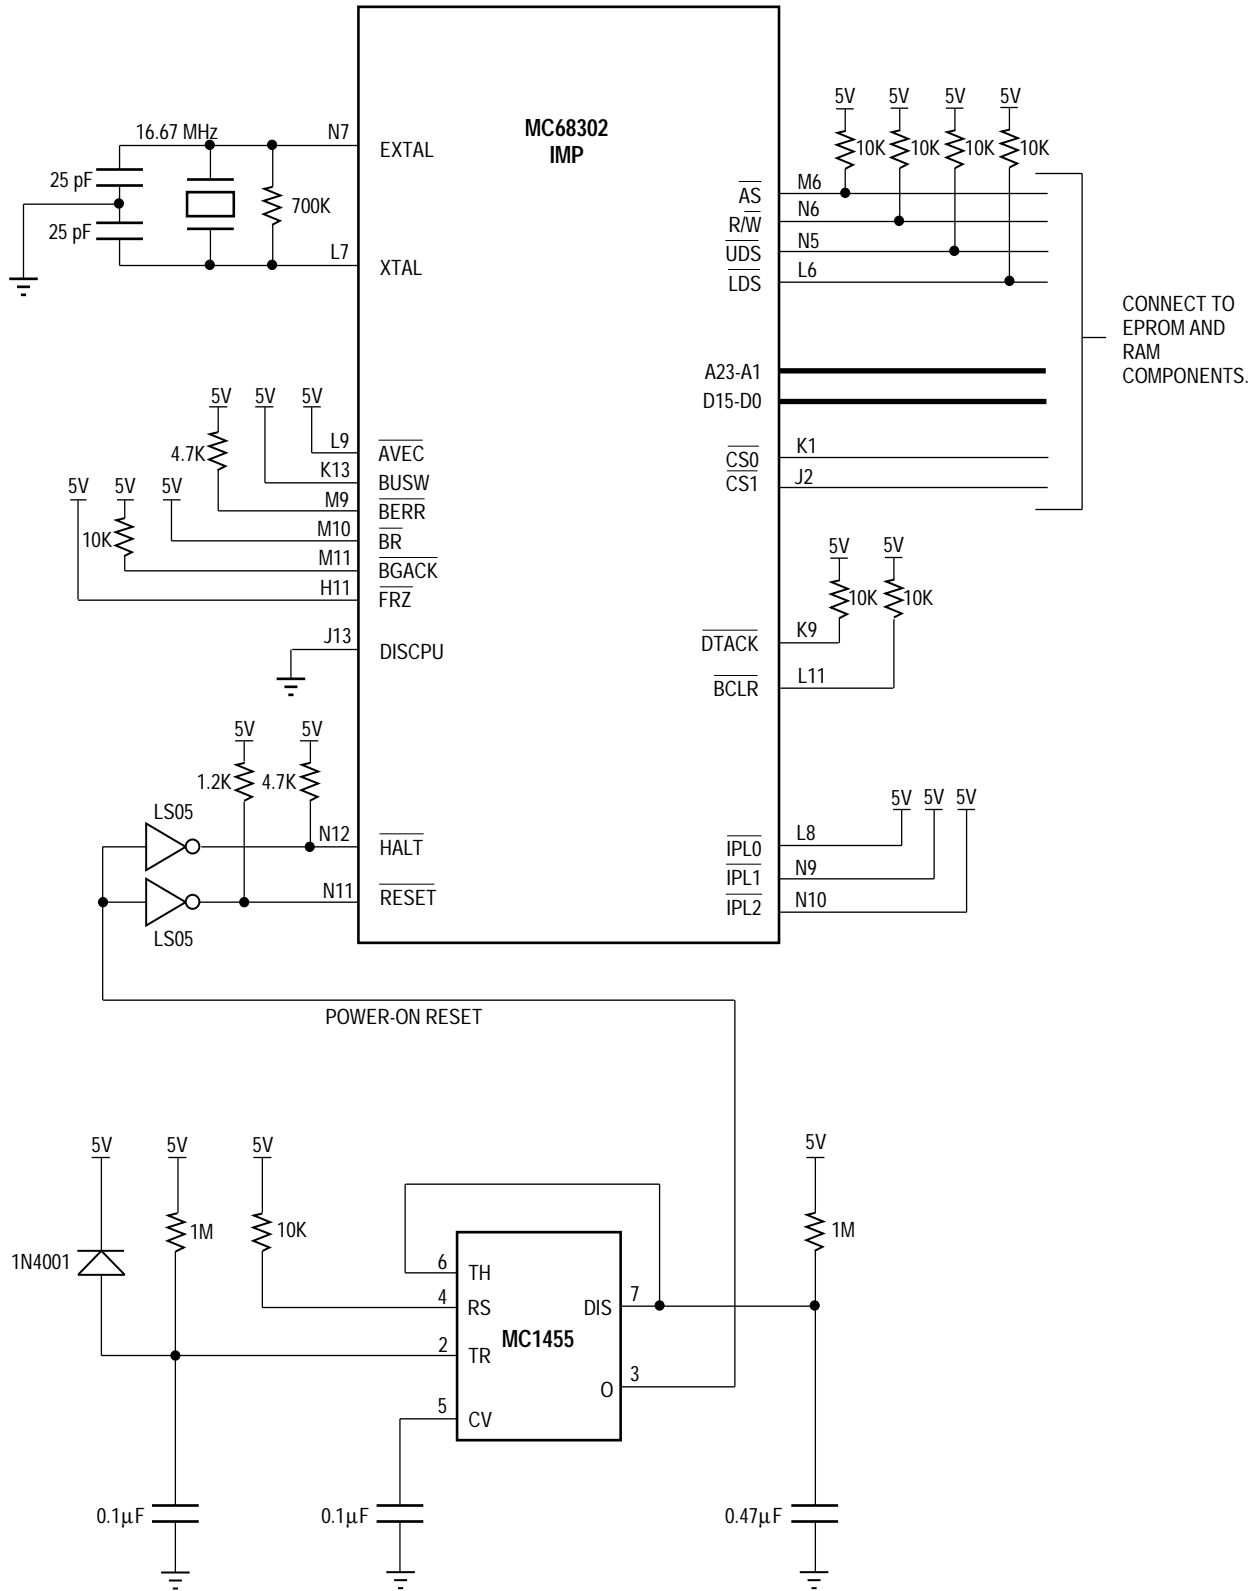 MC68302
IMP
16.67 MHz
N7
EXTAL
25 pF
25 pF
700K
L7
XTAL
5V
5V
5V
5V
10K
10K
10K
10K
AS
M6
R/W
N6
UDS
N5
LDS
L6
CONNECT TO
EPROM AND
RAM
COMPONENTS.
A23-A1
D15-D0
CS0
K1
CS1
J2
5V
5V
5V
4.7K
L9
AVEC
K13
BUSW
5V
5V
5V
M9
BERR
10K
M10
BR
M11
BGACK
H11
FRZ
J13
DISCPU
5V
5V
10K
10K
DTACK
K9
BCLR
L11
5V
5V
1.2K
4.7K
LS05
N12
HALT
N11
RESET
LS05
5V
5V
5V
IPL0
L8
IPL1
N9
IPL2
N10
POWER-ON RESET
5V
5V
5V
5V
1N4001
1M
10K
1M
6
TH
4
RS
DIS
7
MC1455
2
TR
O
3
5
CV
0.1µF
0.1µF
0.47µF